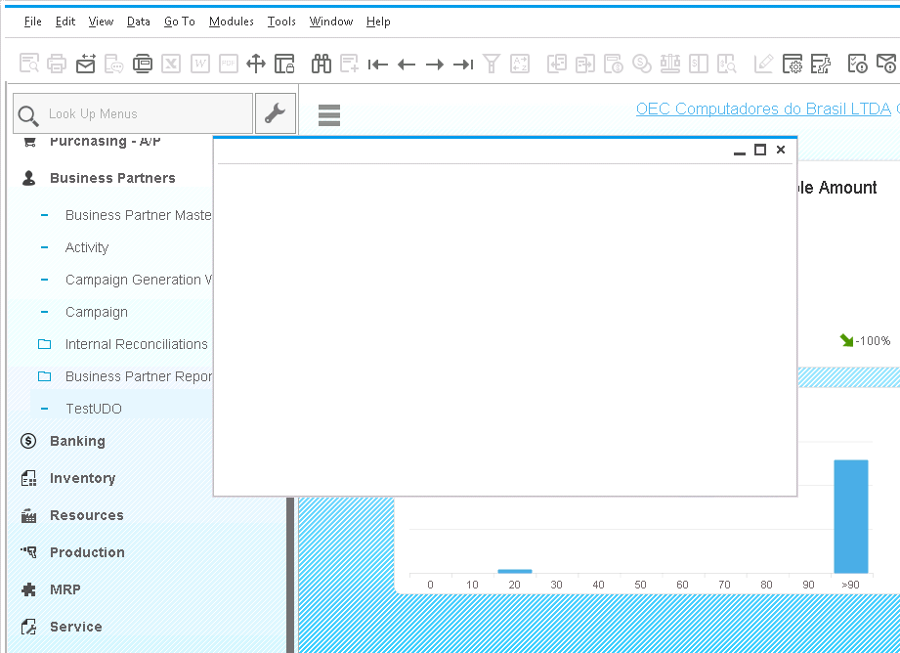 File Edit View Data Go To Modules Tools Window Help
Look Up Menus
OEC Computadores do Brasil LTDA
Purchasing - A/P
Business Partners
ple Amount
Business Partner Maste
Activity
Campaign Generation
Campaign
-100%
Internal Reconciliations
Business Partner Repor
TestUDO
Banking
Inventory
Resources
Production
0 10 20 30 40 50 60 70 80 90 >90
MRP
Service